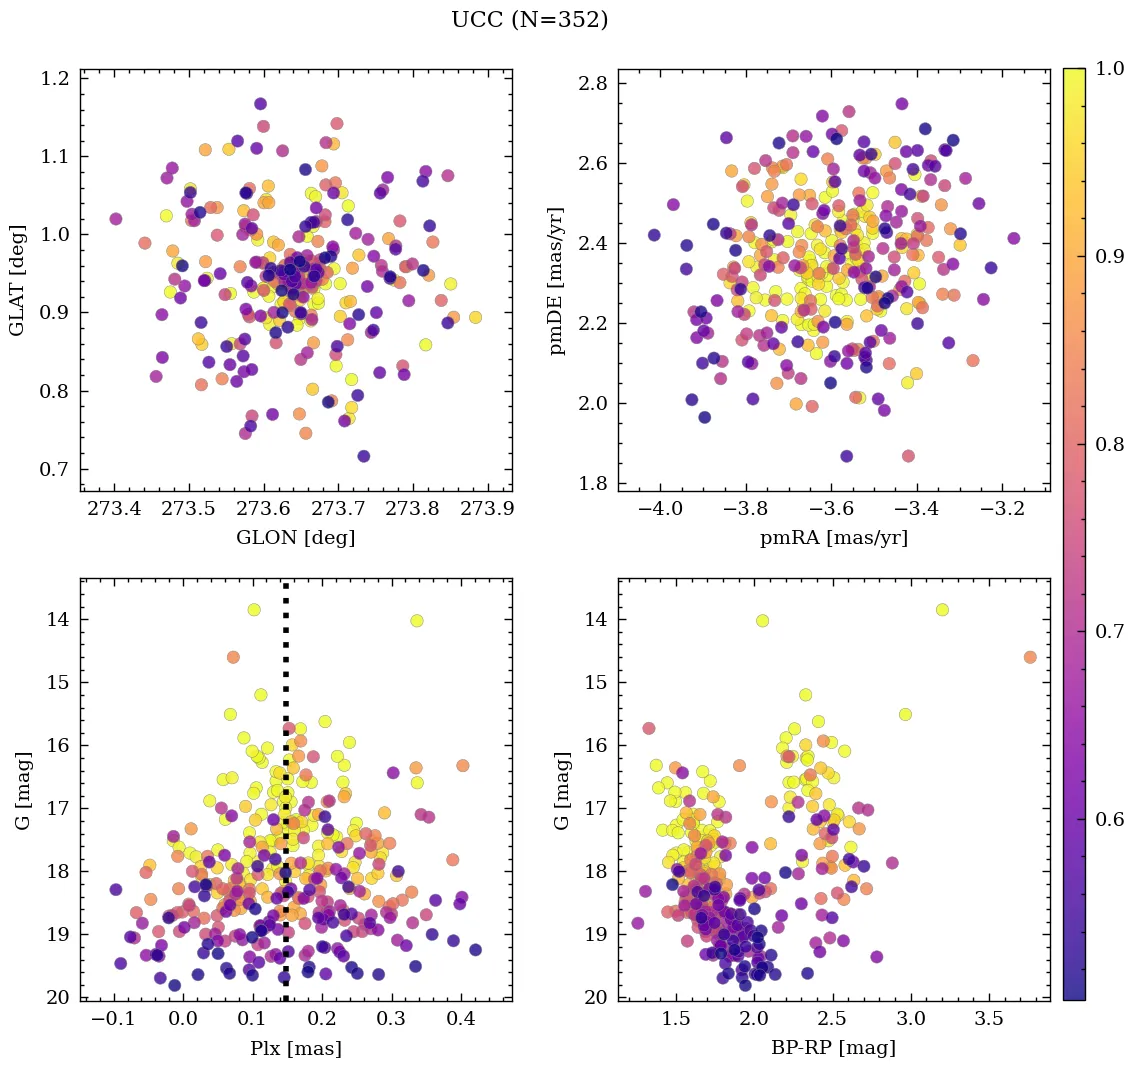 UCC (N=352)
1.2
1.1
1.0
0.9
0.8
0.7
GLAT [deg]
273.4 273.5 273.6 273.7 273.8 273.9
GLON [deg]
2.8
2.6
2.4
2.2
2.0
1.8
pmDE [mas/yr]
−4.0 −3.8 −3.6 −3.4 −3.2
pmRA [mas/yr]
14
15
16
17
18
19
20
G [mag]
−0.1 0.0 0.1 0.2 0.3 0.4
Plx [mas]
14
15
16
17
18
19
20
G [mag]
1.5 2.0 2.5 3.0 3.5
BP-RP [mag]
1.0
0.9
0.8
0.7
0.6